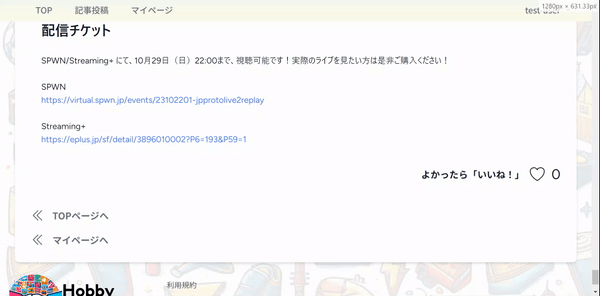 1280px × 631.33px
TOP 記事投稿 マイページ test user
配信チケット
SPWN/Streaming+ にて、10月29日（日）22:00まで、視聴可能です！実際のライブを見たい方は是非ご購入ください！
SPWN
https://virtual.spwn.jp/events/23102201-jpprotolive2replay
Streaming+
https://eplus.jp/sf/detail/3896010002?P6=193&P59=1
よかったら「いいね！」 0
TOPページへ
マイページへ
Hobby
利用規約